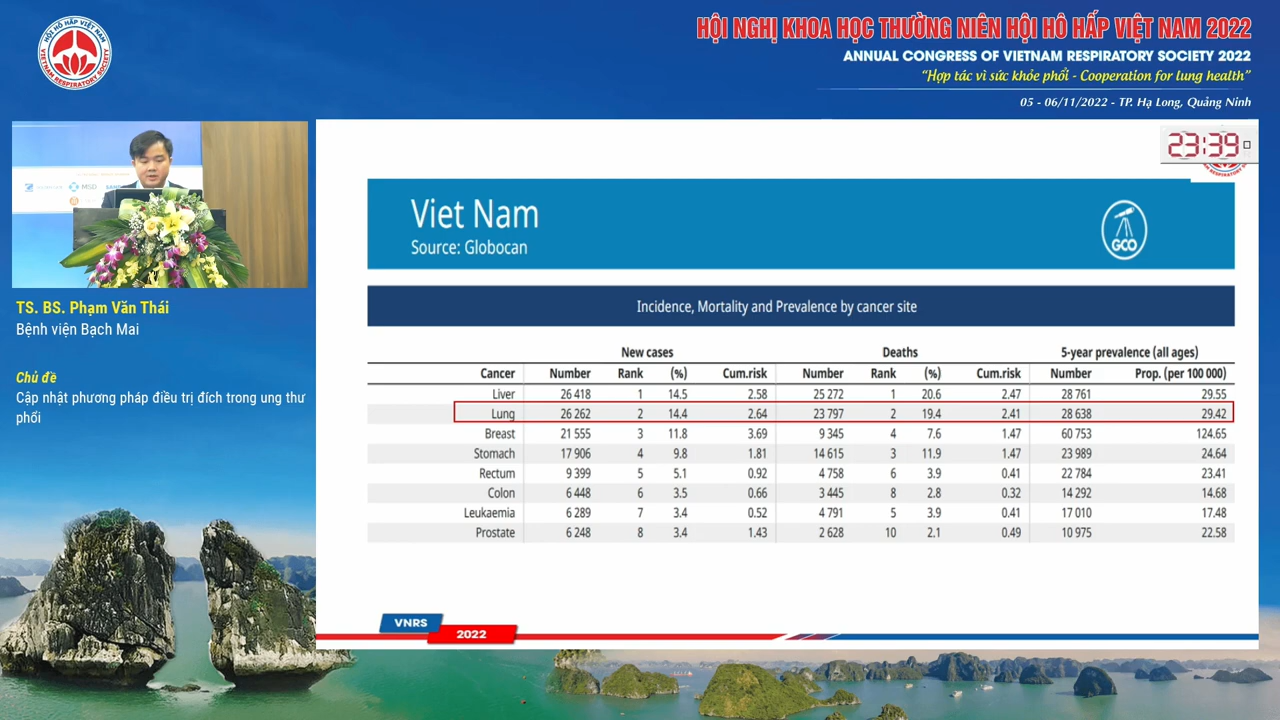 HỘI HÔ HẤP VIỆT NAM
VIETNAM RESPIRATORY SOCIETY
HỘI NGHỊ KHOA HỌC THƯỜNG NIÊN HỘI HÔ HẤP VIỆT NAM 2022
ANNUAL CONGRESS OF VIETNAM RESPIRATORY SOCIETY 2022
“Hợp tác vì sức khỏe phổi - Cooperation for lung health”
05 - 06/11/2022 - TP. Hạ Long, Quảng Ninh
23:39
MSD
TS. BS. Phạm Văn Thái
Bệnh viện Bạch Mai
Chủ đề
Cập nhật phương pháp điều trị đích trong ung thư
phổi
Viet Nam
Source: Globocan
GCO
Incidence, Mortality and Prevalence by cancer site
New cases Deaths 5-year prevalence (all ages)
Cancer Number Rank (%) Cum.risk Number Rank (%) Cum.risk Number Prop. (per 100 000)
Liver 26 418 1 14.5 2.58 25 272 1 20.6 2.47 28 761 29.55
Lung 26 262 2 14.4 2.64 23 797 2 19.4 2.41 28 638 29.42
Breast 21 555 3 11.8 3.69 9 345 4 7.6 1.47 60 753 124.65
Stomach 17 906 4 9.8 1.81 14 615 3 11.9 1.47 23 989 24.64
Rectum 9 399 5 5.1 0.92 4 758 6 3.9 0.41 22 784 23.41
Colon 6 448 6 3.5 0.66 3 445 8 2.8 0.32 14 292 14.68
Leukaemia 6 289 7 3.4 0.52 4 791 5 3.9 0.41 17 010 17.48
Prostate 6 248 8 3.4 1.43 2 628 10 2.1 0.49 10 975 22.58
VNRS
2022